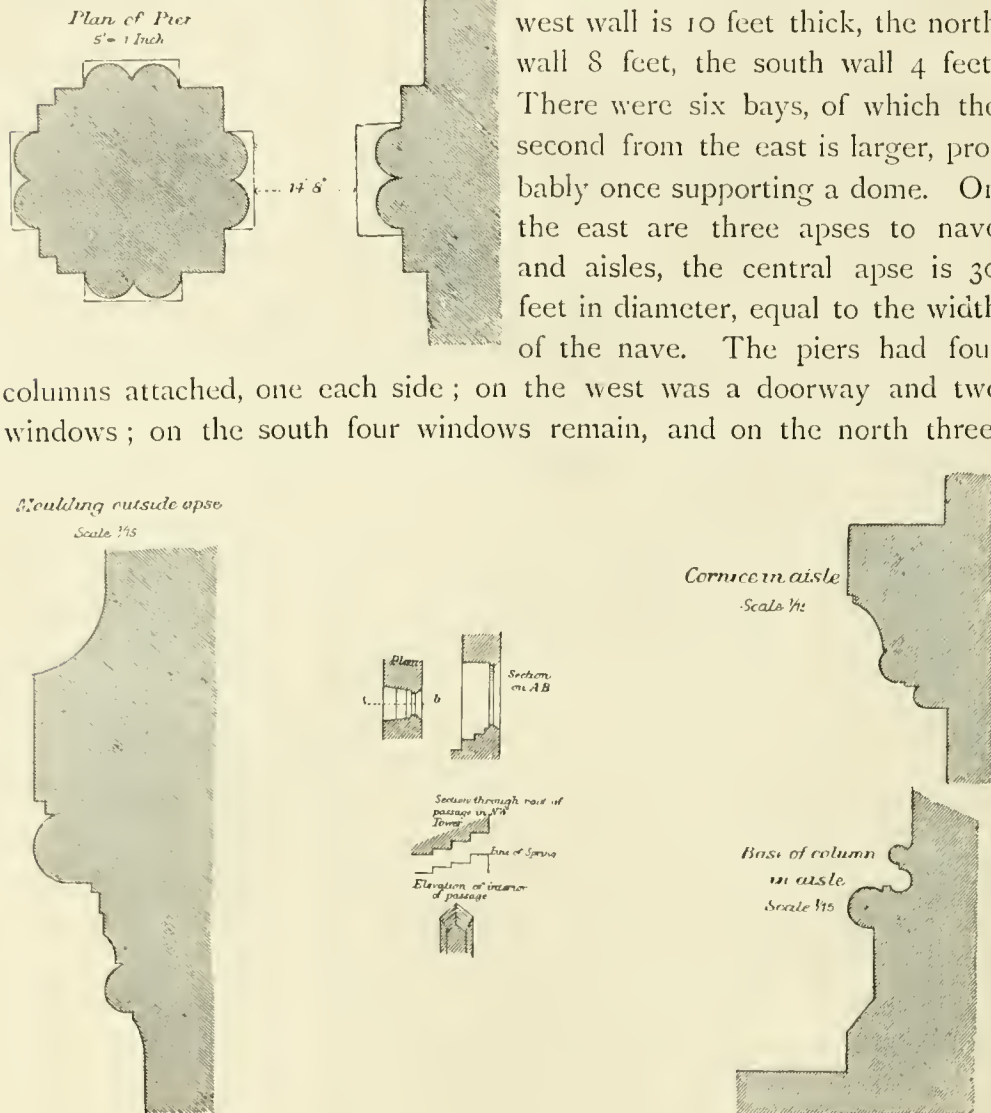 Plan of Pier
5' = 1 Inch
14' 8"
west wall is 10 feet thick, the north
wall 8 feet, the south wall 4 feet
There were six bays, of which the
second from the east is larger, pro
bably once supporting a dome. On
the east are three apses to nave
and aisles, the central apse is 30
feet in diameter, equal to the width
of the nave. The piers had four
columns attached, one each side ; on the west was a doorway and two
windows ; on the south four windows remain, and on the north three
Moulding outside apse
Scale 1/15
Plan
b
Section
on AB
Section through roof of
passage in NW
Tower
Line of Spring
Elevation of interior
of passage
Cornice in aisle
Scale 1/12
Base of column
in aisle
Scale 1/15